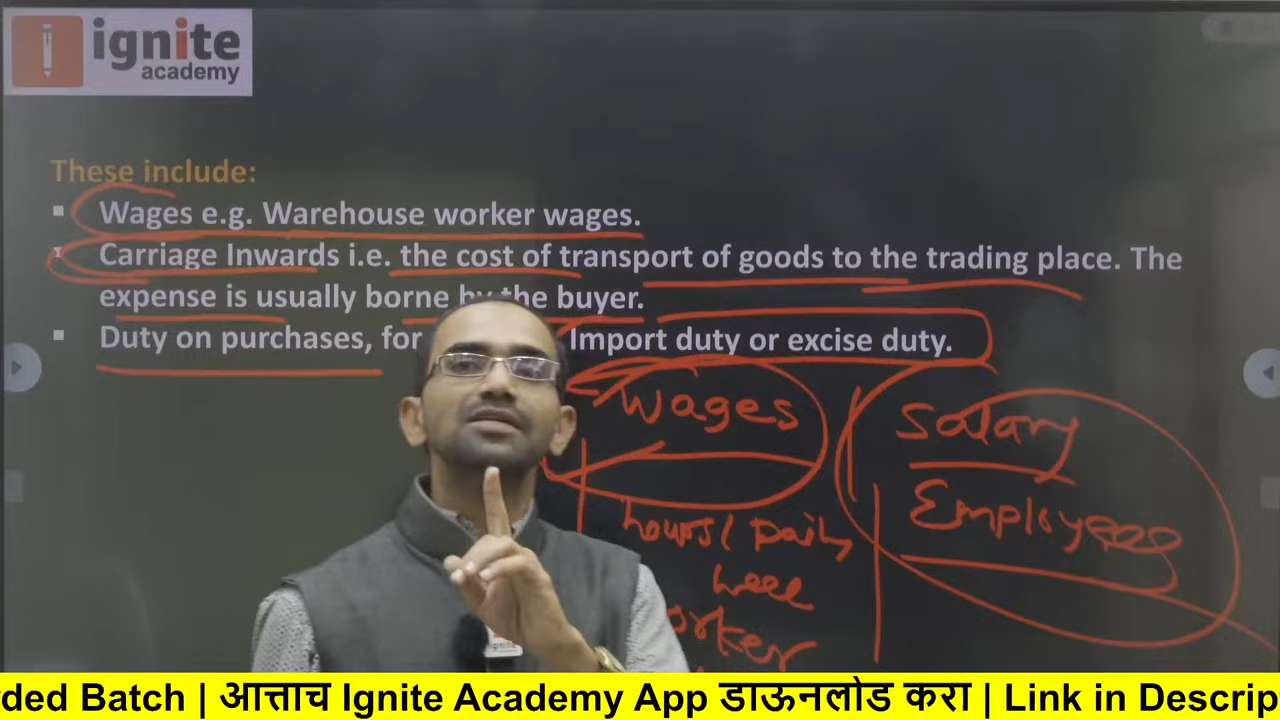 ignite
academy
These include:
▪ Wages e.g. Warehouse worker wages.
▪ Carriage Inwards i.e. the cost of transport of goods to the trading place. The
expense is usually borne by the buyer.
▪ Duty on purchases, for Import duty or excise duty.
Wages
Salary
Employeee
hours/ Daily
orker
ignite
ded Batch | आत्ताच Ignite Academy App डाऊनलोड करा | Link in Descrip